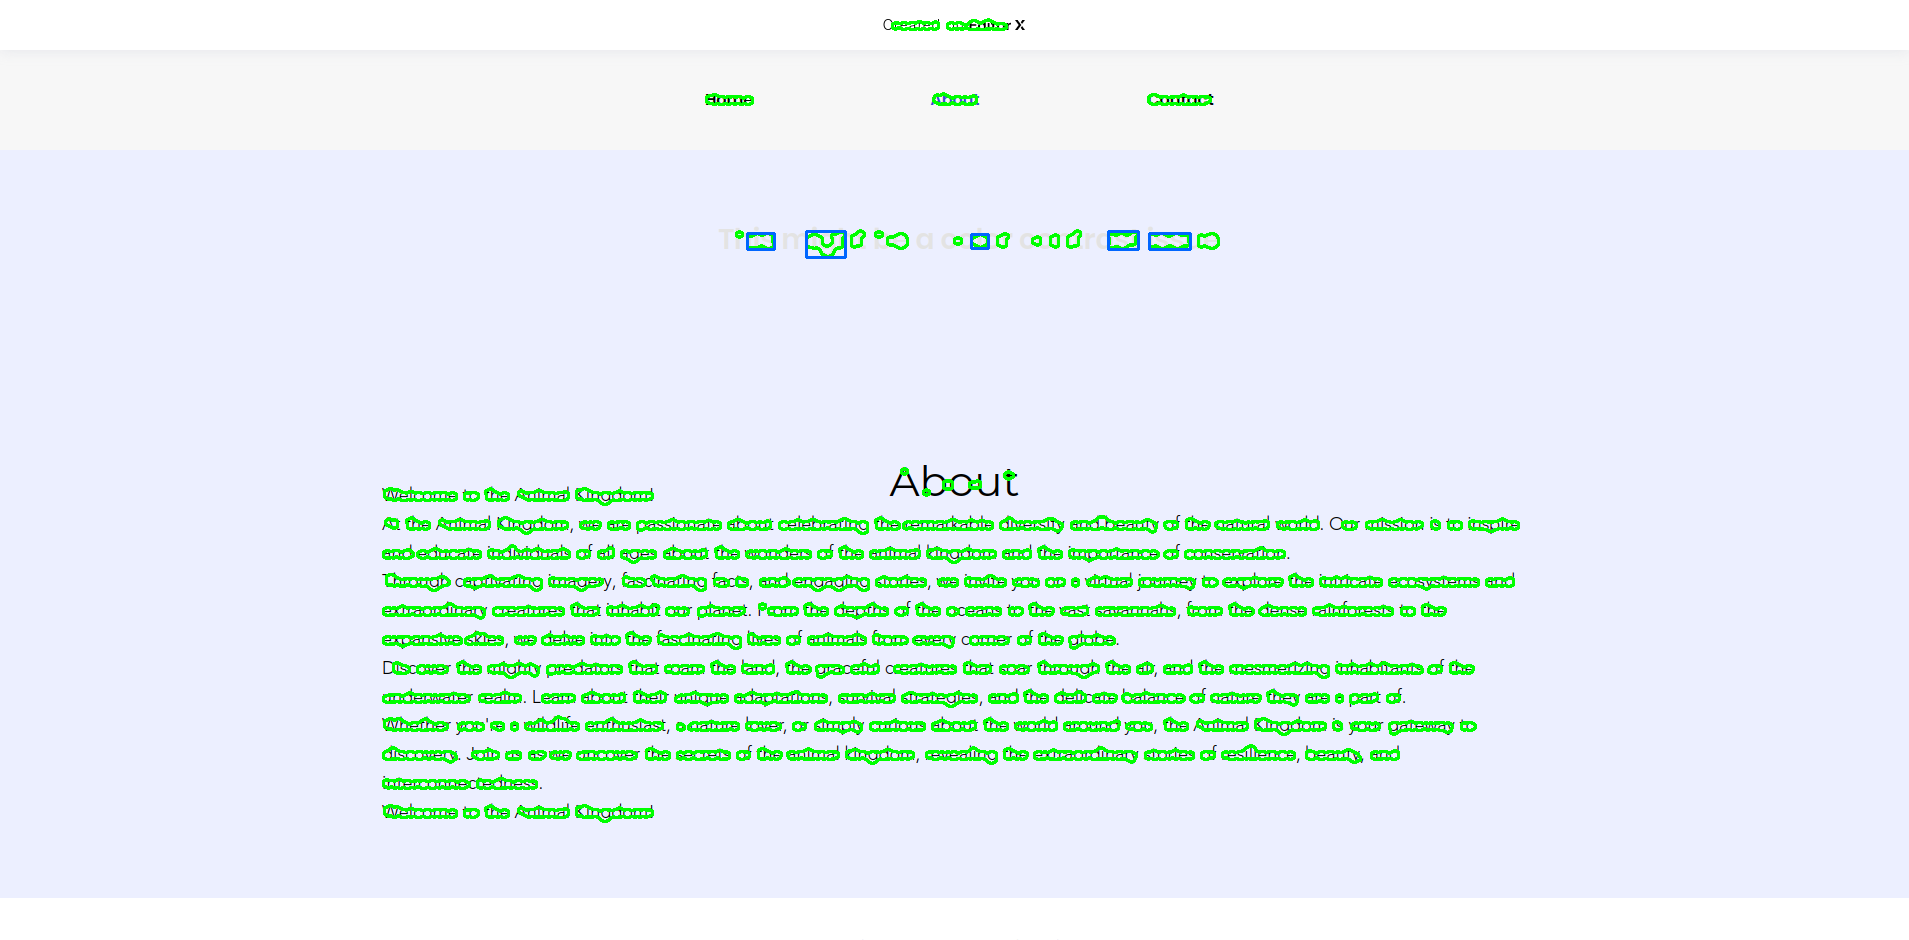 Created on Editor X
Home
About
Contact
This might be a color contrast issue
About
Welcome to the Animal Kingdom!
At the Animal Kingdom, we are passionate about celebrating the remarkable diversity and beauty of the natural world. Our mission is to inspire
and educate individuals of all ages about the wonders of the animal kingdom and the importance of conservation.
Through captivating imagery, fascinating facts, and engaging stories, we invite you on a virtual journey to explore the intricate ecosystems and
extraordinary creatures that inhabit our planet. From the depths of the oceans to the vast savannahs, from the dense rainforests to the
expansive skies, we delve into the fascinating lives of animals from every corner of the globe.
Discover the mighty predators that roam the land, the graceful creatures that soar through the air, and the mesmerizing inhabitants of the
underwater realm. Learn about their unique adaptations, survival strategies, and the delicate balance of nature they are a part of.
Whether you're a wildlife enthusiast, a nature lover, or simply curious about the world around you, the Animal Kingdom is your gateway to
discovery. Join us as we uncover the secrets of the animal kingdom, revealing the extraordinary stories of resilience, beauty, and
interconnectedness.
Welcome to the Animal Kingdom!